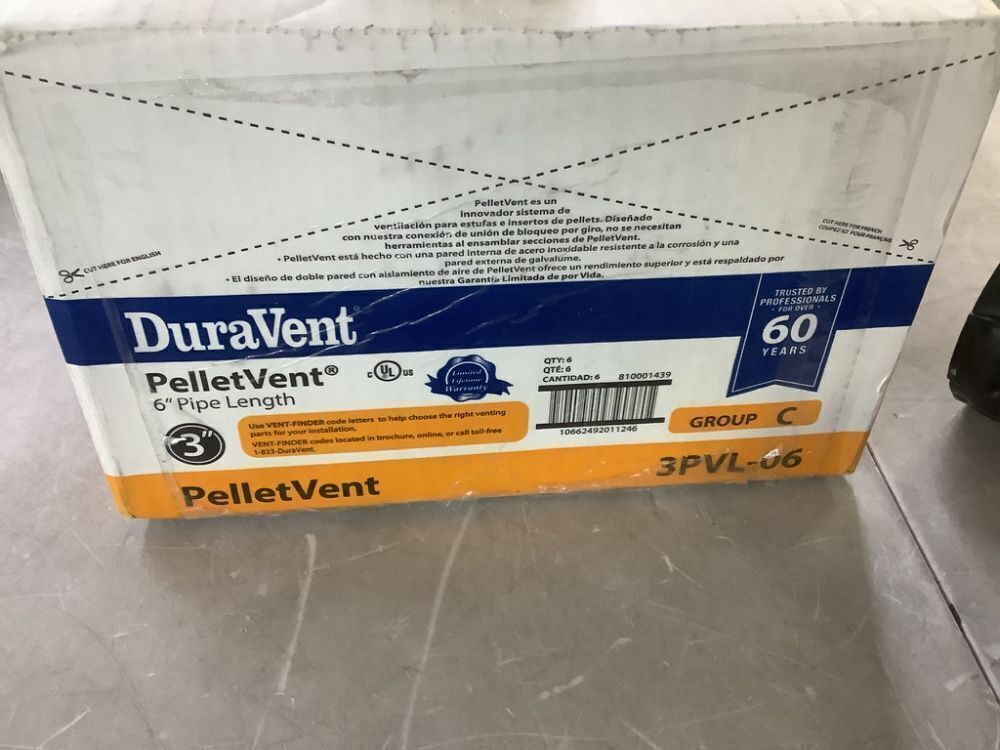 PelletVent es un
innovador sistema de
ventilación para estufas e insertos de pellets. Diseñado
con nuestra conexión de unión de bloqueo por giro, no se necesitan
herramientas al ensamblar secciones de PelletVent.
• PelletVent está hecho con una pared interna de acero inoxidable resistente a la corrosión y una
pared externa de galvalume.
• El diseño de doble pared con aislamiento de aire de PelletVent ofrece un rendimiento superior y está respaldado por
nuestra Garantía Limitada de por Vida.
CUT HERE FOR ENGLISH
CUT HERE FOR FRENCH
COUPEZ ICI POUR FRANÇAIS
DuraVent
TRUSTED BY
PROFESSIONALS
• FOR OVER •
60
YEARS
PelletVent®
6" Pipe Length
C UL US
Limited
Lifetime
Warranty
QTY: 6
QTÉ: 6
CANTIDAD: 6 810001439
10662492011246
3"
Use VENT-FINDER code letters to help choose the right venting
parts for your installation.
VENT-FINDER codes located in brochure, online, or call toll-free
1-833-DuraVent.
GROUP C
PelletVent
3PVL-06